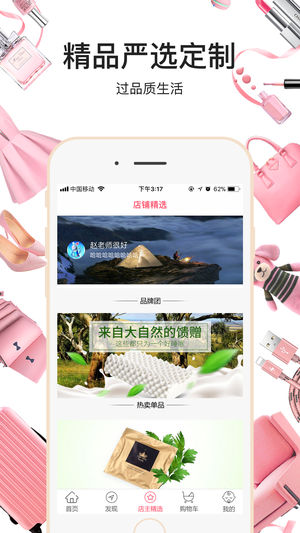 精品严选定制
过品质生活
中国移动
下午3:17
店铺精选
赵老师很好
哈哈哈哈哈哈哈哈
品牌团
来自大自然的馈赠
这些都只为一个好睡眠
热卖单品
首页
发现
店主精选
购物车
我的